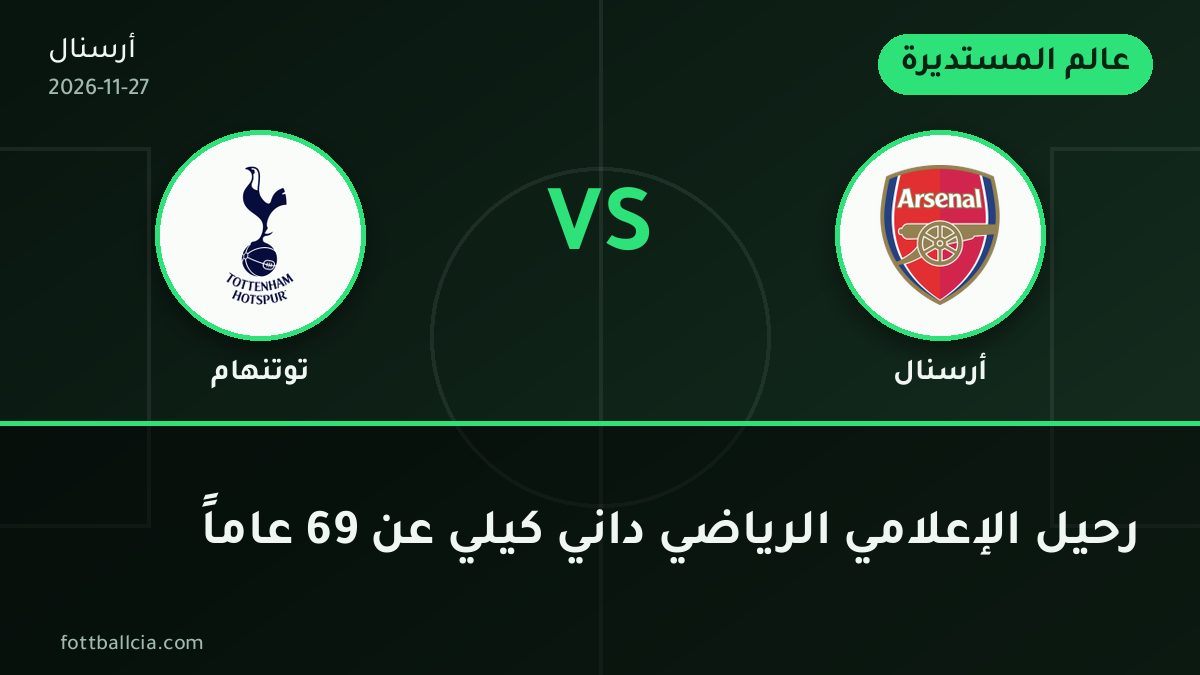 عالم المستديرة
أرسنال
2026-11-27
Arsenal
VS
TOTTENHAM
HOTSPUR
أرسنال
توتنهام
رحيل الإعلامي الرياضي داني كيلي عن 69 عاماً
fottballcia.com